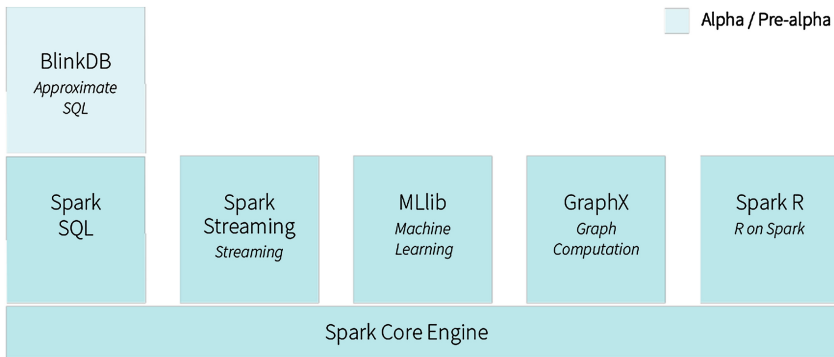 Alpha / Pre-alpha
BlinkDB
Approximate
SQL
Spark
SQL
Spark
Streaming
Streaming
MLlib
Machine
Learning
GraphX
Graph
Computation
Spark R
R on Spark
Spark Core Engine